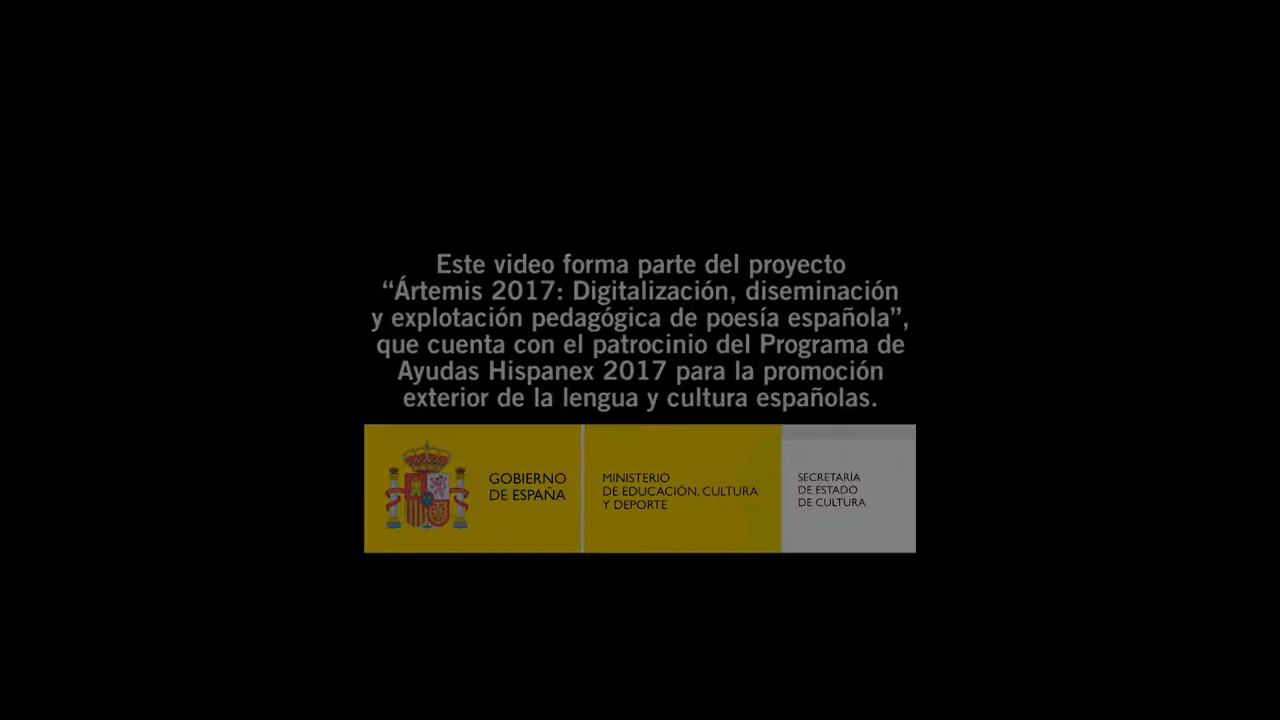 Este video forma parte del proyecto
“Ártemis 2017: Digitalización, diseminación
y explotación pedagógica de poesía española”,
que cuenta con el patrocinio del Programa de
Ayudas Hispanex 2017 para la promoción
exterior de la lengua y cultura españolas.
GOBIERNO
DE ESPAÑA
MINISTERIO
DE EDUCACIÓN, CULTURA
Y DEPORTE
SECRETARÍA
DE ESTADO
DE CULTURA